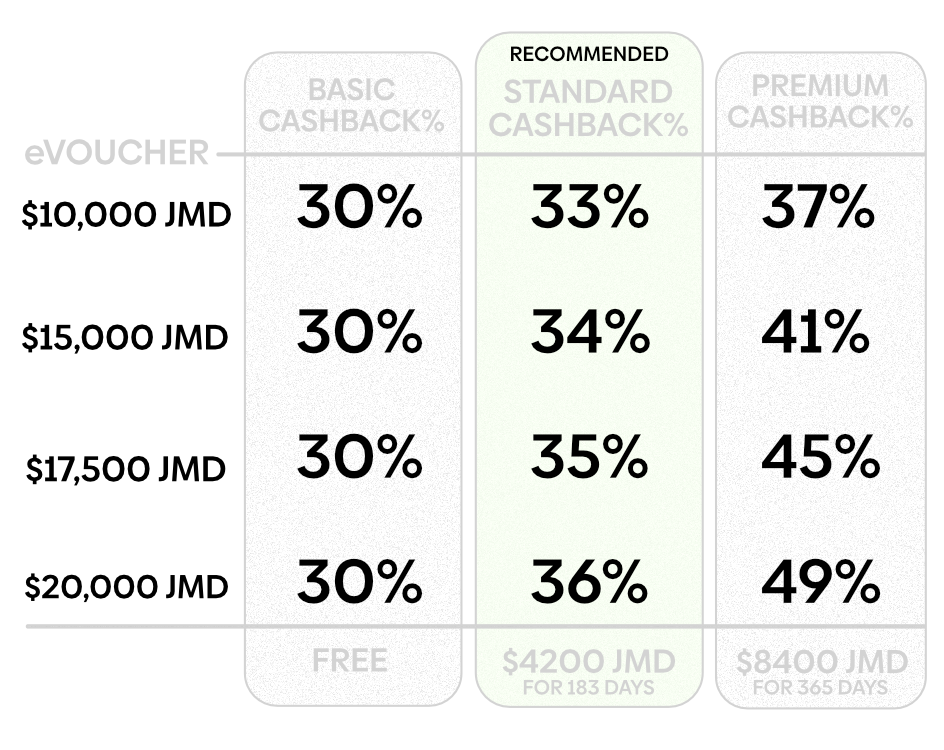 RECOMMENDED
BASIC
CASHBACK%
STANDARD
CASHBACK%
PREMIUM
CASHBACK%
eVOUCHER
$10,000 JMD 30% 33% 37%
$15,000 JMD 30% 34% 41%
$17,500 JMD 30% 35% 45%
$20,000 JMD 30% 36% 49%
FREE
$4200 JMD
FOR 183 DAYS
$8400 JMD
FOR 365 DAYS